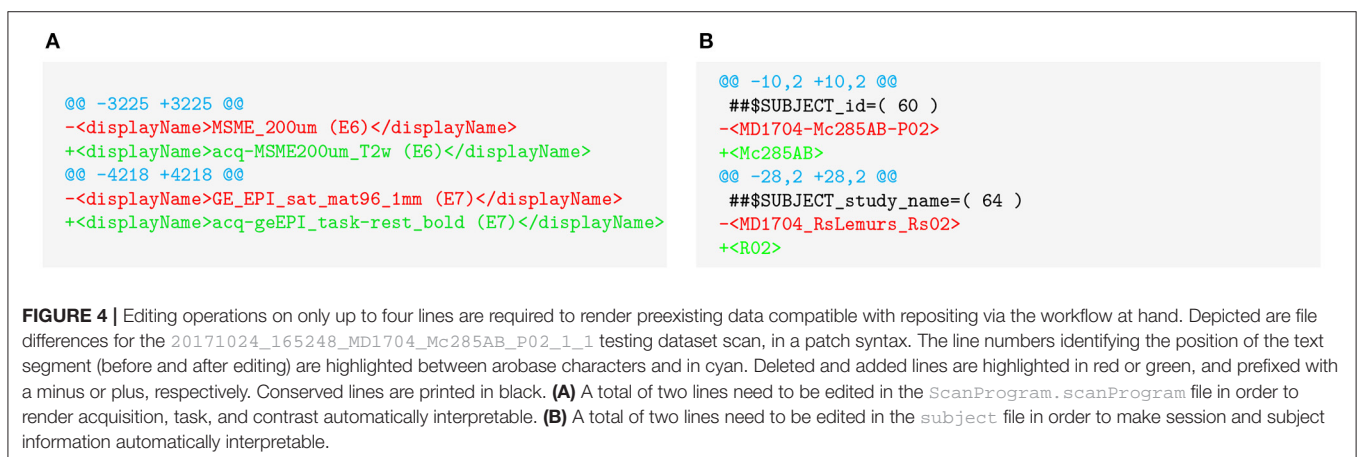 A
@@ -3225 +3225 @@
-<displayName>MSME_200um (E6)</displayName>
+<displayName>acq-MSME200um_T2w (E6)</displayName>
@@ -4218 +4218 @@
-<displayName>GE_EPI_sat_mat96_1mm (E7)</displayName>
+<displayName>acq-geEPI_task-rest_bold (E7)</displayName>
B
@@ -10,2 +10,2 @@
##$SUBJECT_id=( 60 )
-<MD1704-Mc285AB-P02>
+<Mc285AB>
@@ -28,2 +28,2 @@
##$SUBJECT_study_name=( 64 )
-<MD1704_RsLemurs_Rs02>
+<R02>
FIGURE 4 | Editing operations on only up to four lines are required to render preexisting data compatible with repositing via the workflow at hand. Depicted are file
differences for the 20171024_165248_MD1704_Mc285AB_P02_1_1 testing dataset scan, in a patch syntax. The line numbers identifying the position of the text
segment (before and after editing) are highlighted between arobase characters and in cyan. Deleted and added lines are highlighted in red or green, and prefixed with
a minus or plus, respectively. Conserved lines are printed in black. (A) A total of two lines need to be edited in the ScanProgram.scanProgram file in order to
render acquisition, task, and contrast automatically interpretable. (B) A total of two lines need to be edited in the subject file in order to make session and subject
information automatically interpretable.